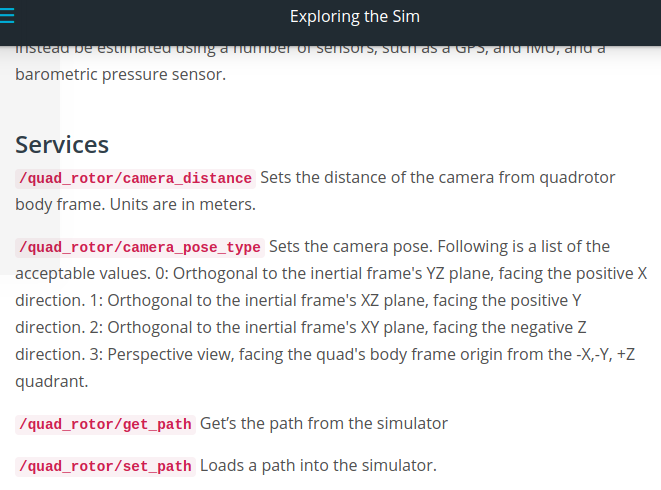 Exploring the Sim
instead be estimated using a number of sensors, such as a GPS, and IMU, and a
barometric pressure sensor.
Services
/quad_rotor/camera_distance Sets the distance of the camera from quadrotor
body frame. Units are in meters.
/quad_rotor/camera_pose_type Sets the camera pose. Following is a list of the
acceptable values. 0: Orthogonal to the inertial frame's YZ plane, facing the positive X
direction. 1: Orthogonal to the inertial frame's XZ plane, facing the positive Y
direction. 2: Orthogonal to the inertial frame's XY plane, facing the negative Z
direction. 3: Perspective view, facing the quad's body frame origin from the -X,-Y, +Z
quadrant.
/quad_rotor/get_path Get’s the path from the simulator
/quad_rotor/set_path Loads a path into the simulator.